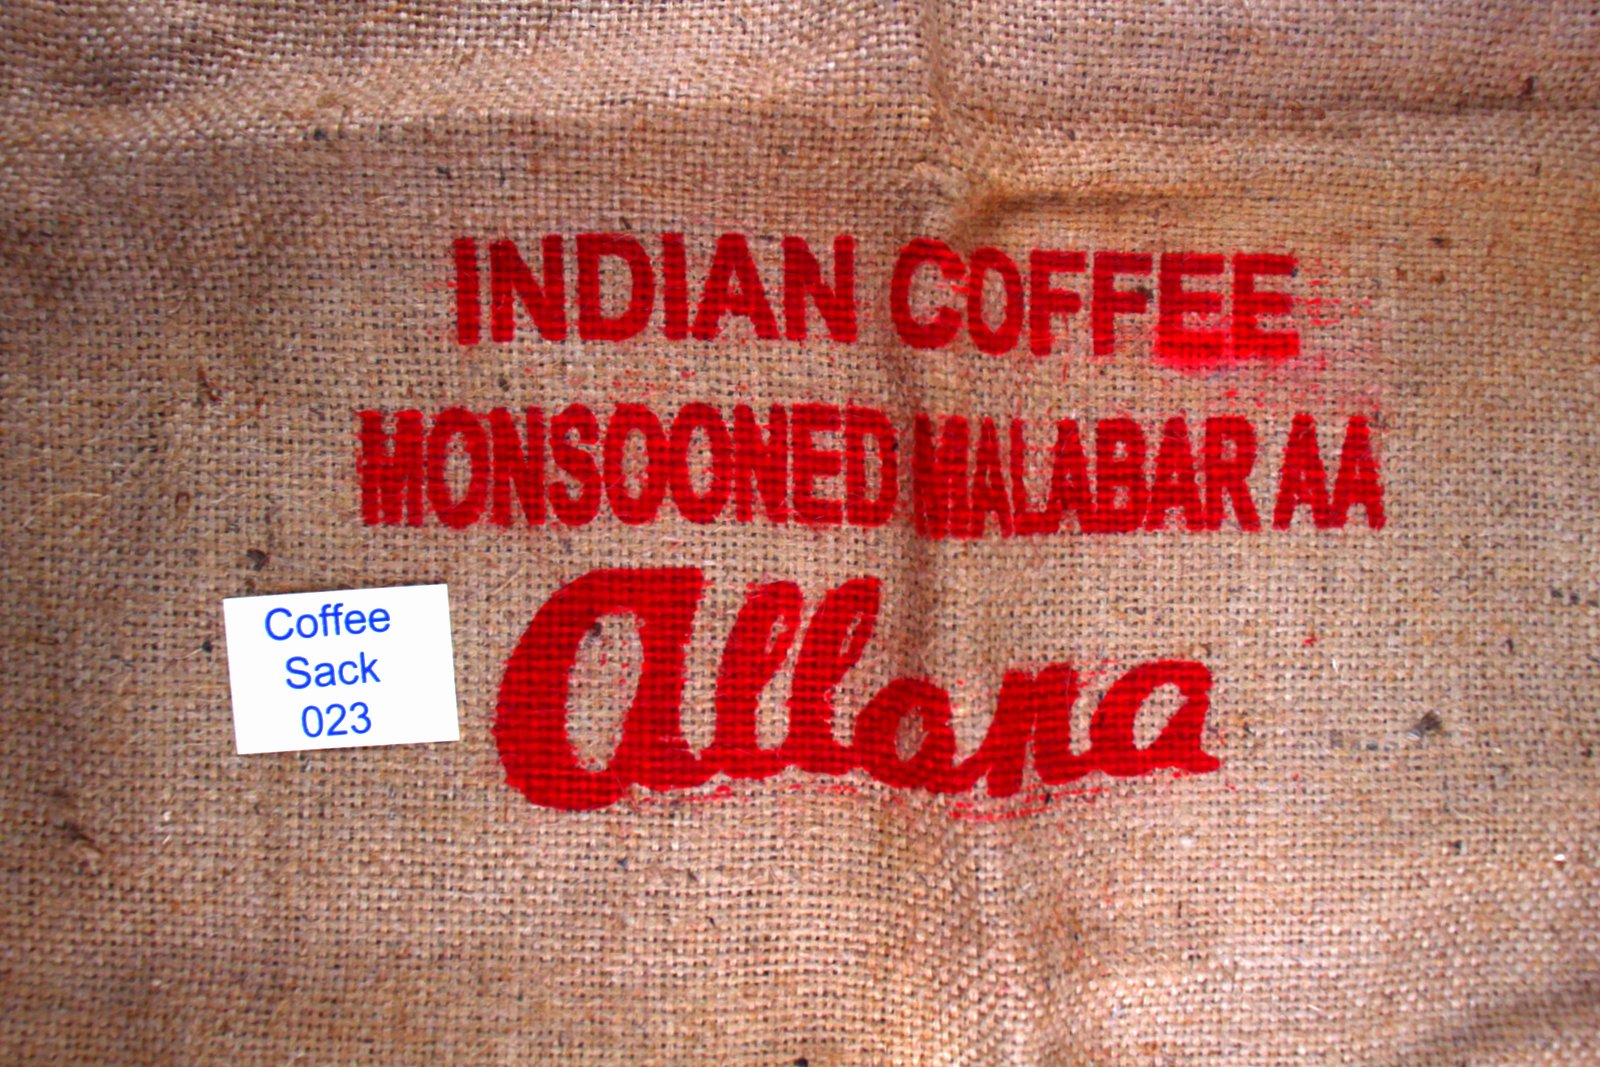 INDIAN COFFEE
MONSOONED MALABAR AA
allana
Coffee
Sack
023